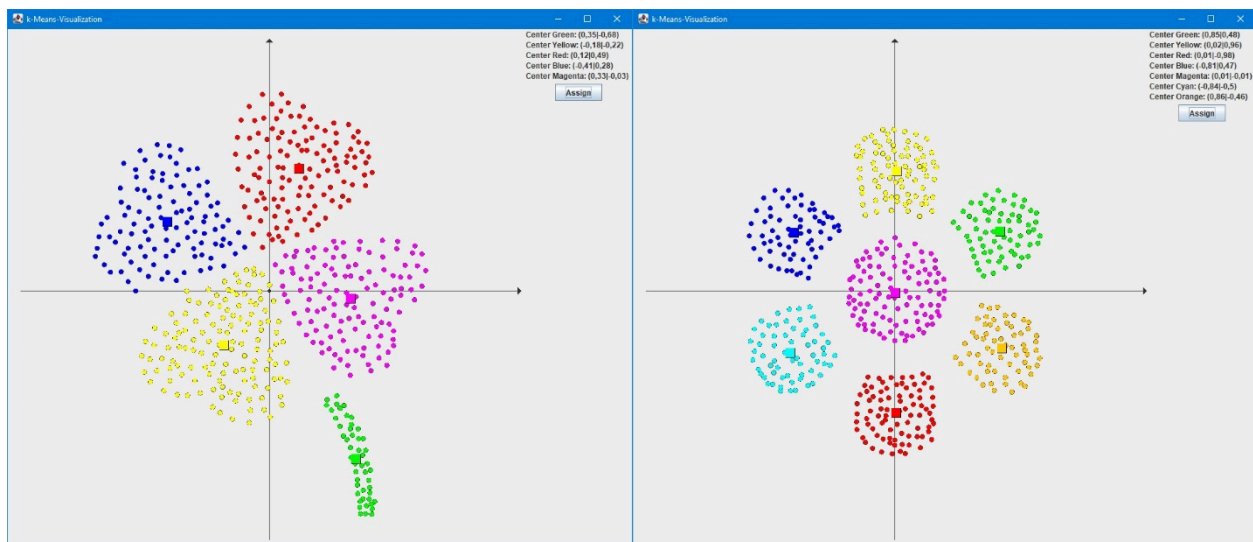 k-Means-Visualization
Center Green: (0,35|-0,68)
Center Yellow: (-0,18|-0,22)
Center Red: (0,12|0,49)
Center Blue: (-0,41|0,28)
Center Magenta: (0,33|-0,03)
Assign
k-Means-Visualization
Center Green: (0,85|0,48)
Center Yellow: (0,02|0,96)
Center Red: (0,01|-0,98)
Center Blue: (-0,81|0,47)
Center Magenta: (0,01|-0,01)
Center Cyan: (-0,84|-0,5)
Center Orange: (0,86|-0,46)
Assign